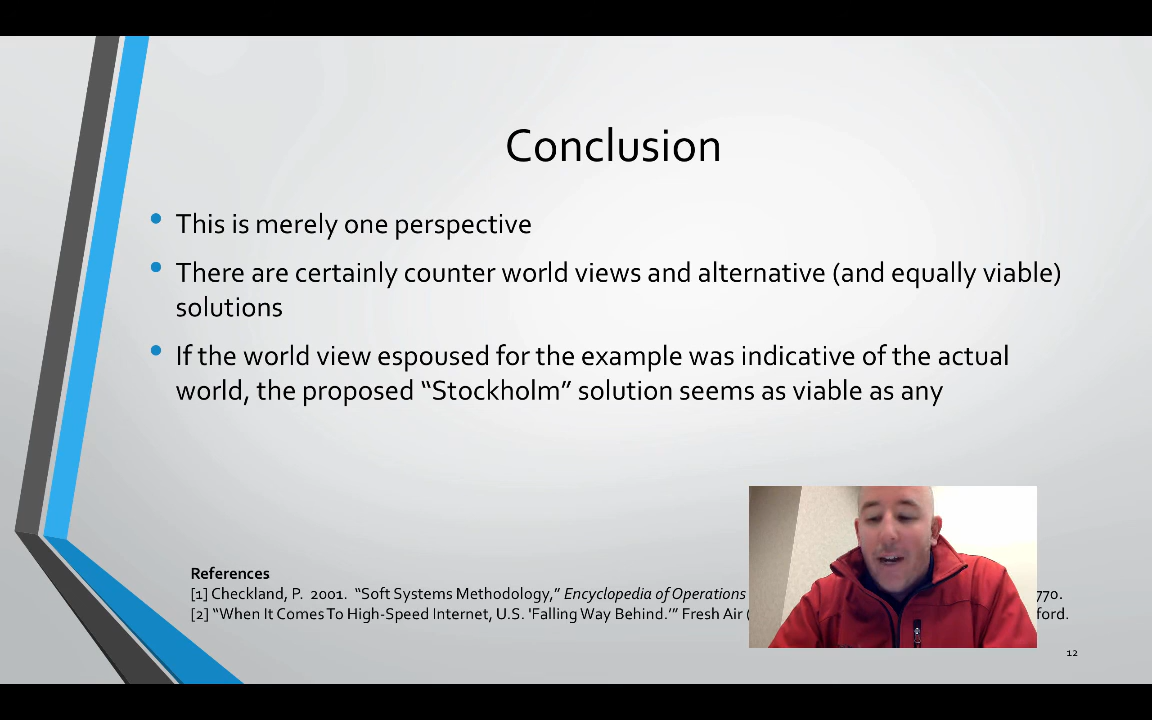 Conclusion
• This is merely one perspective
• There are certainly counter world views and alternative (and equally viable)
solutions
• If the world view espoused for the example was indicative of the actual
world, the proposed “Stockholm” solution seems as viable as any
References
[1] Checkland, P. 2001. “Soft Systems Methodology,” Encyclopedia of Operations 770.
[2] “When It Comes To High-Speed Internet, U.S. 'Falling Way Behind.’” Fresh Air ( ford.
12